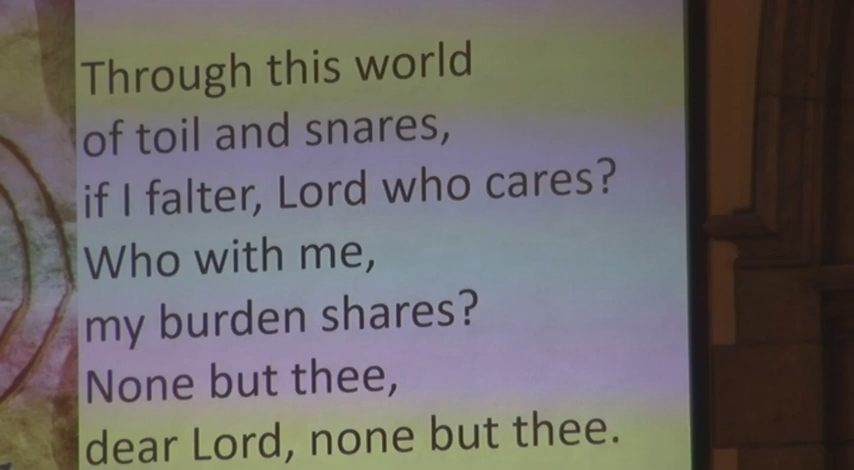 Through this world
of toil and snares,
if I falter, Lord who cares?
Who with me,
my burden shares?
None but thee,
dear Lord, none but thee.